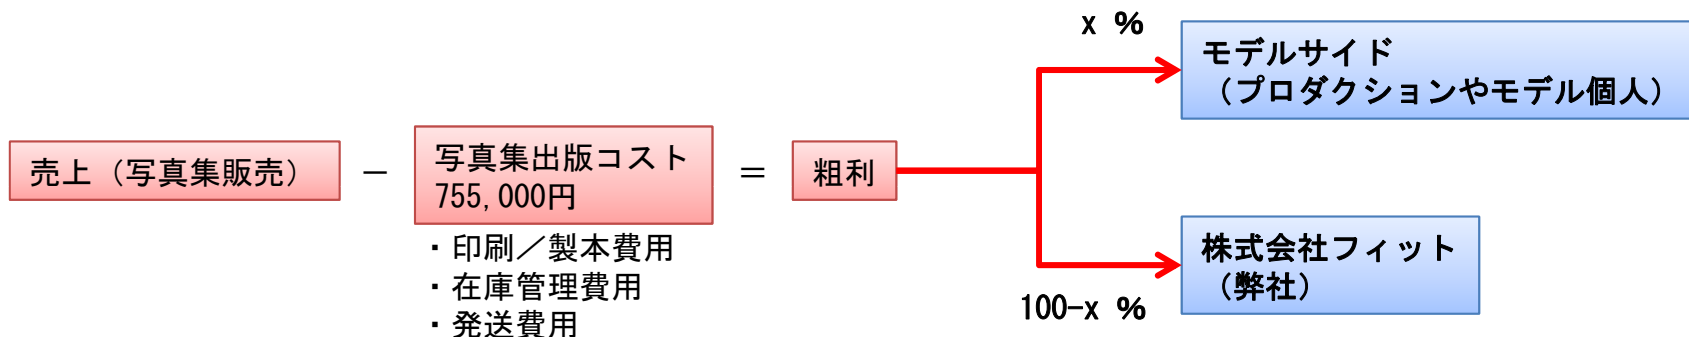 売上（写真集販売）
－
写真集出版コスト
755,000円
・印刷／製本費用
・在庫管理費用
・発送費用
＝
粗利
x %
モデルサイド
（プロダクションやモデル個人）
100-x %
株式会社フィット
（弊社）